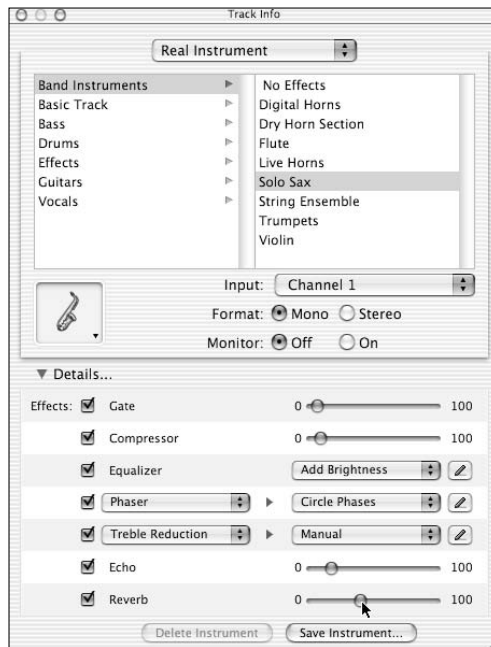 Track Info
Real Instrument
Band Instruments
Basic Track
Bass
Drums
Effects
Guitars
Vocals
No Effects
Digital Horns
Dry Horn Section
Flute
Live Horns
Solo Sax
String Ensemble
Trumpets
Violin
Input: Channel 1
Format: Mono Stereo
Monitor: Off On
Details...
Effects: Gate 0 100
Compressor 0 100
Equalizer Add Brightness
Phaser Circle Phases
Treble Reduction Manual
Echo 0 100
Reverb 0 100
Delete Instrument Save Instrument...